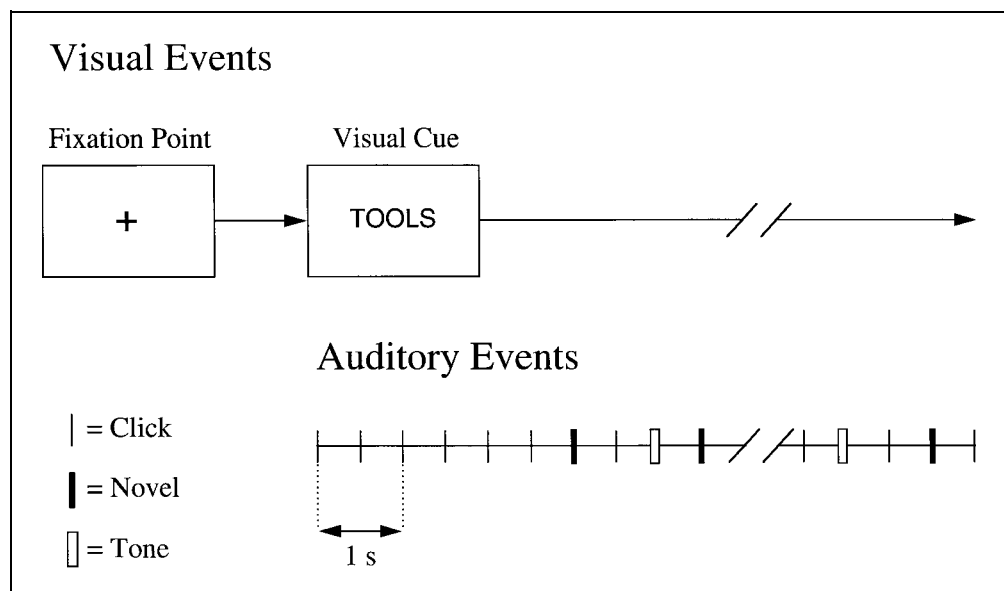 Visual Events
Fixation Point
Visual Cue
+
TOOLS
Auditory Events
= Click
= Novel
= Tone
1 s